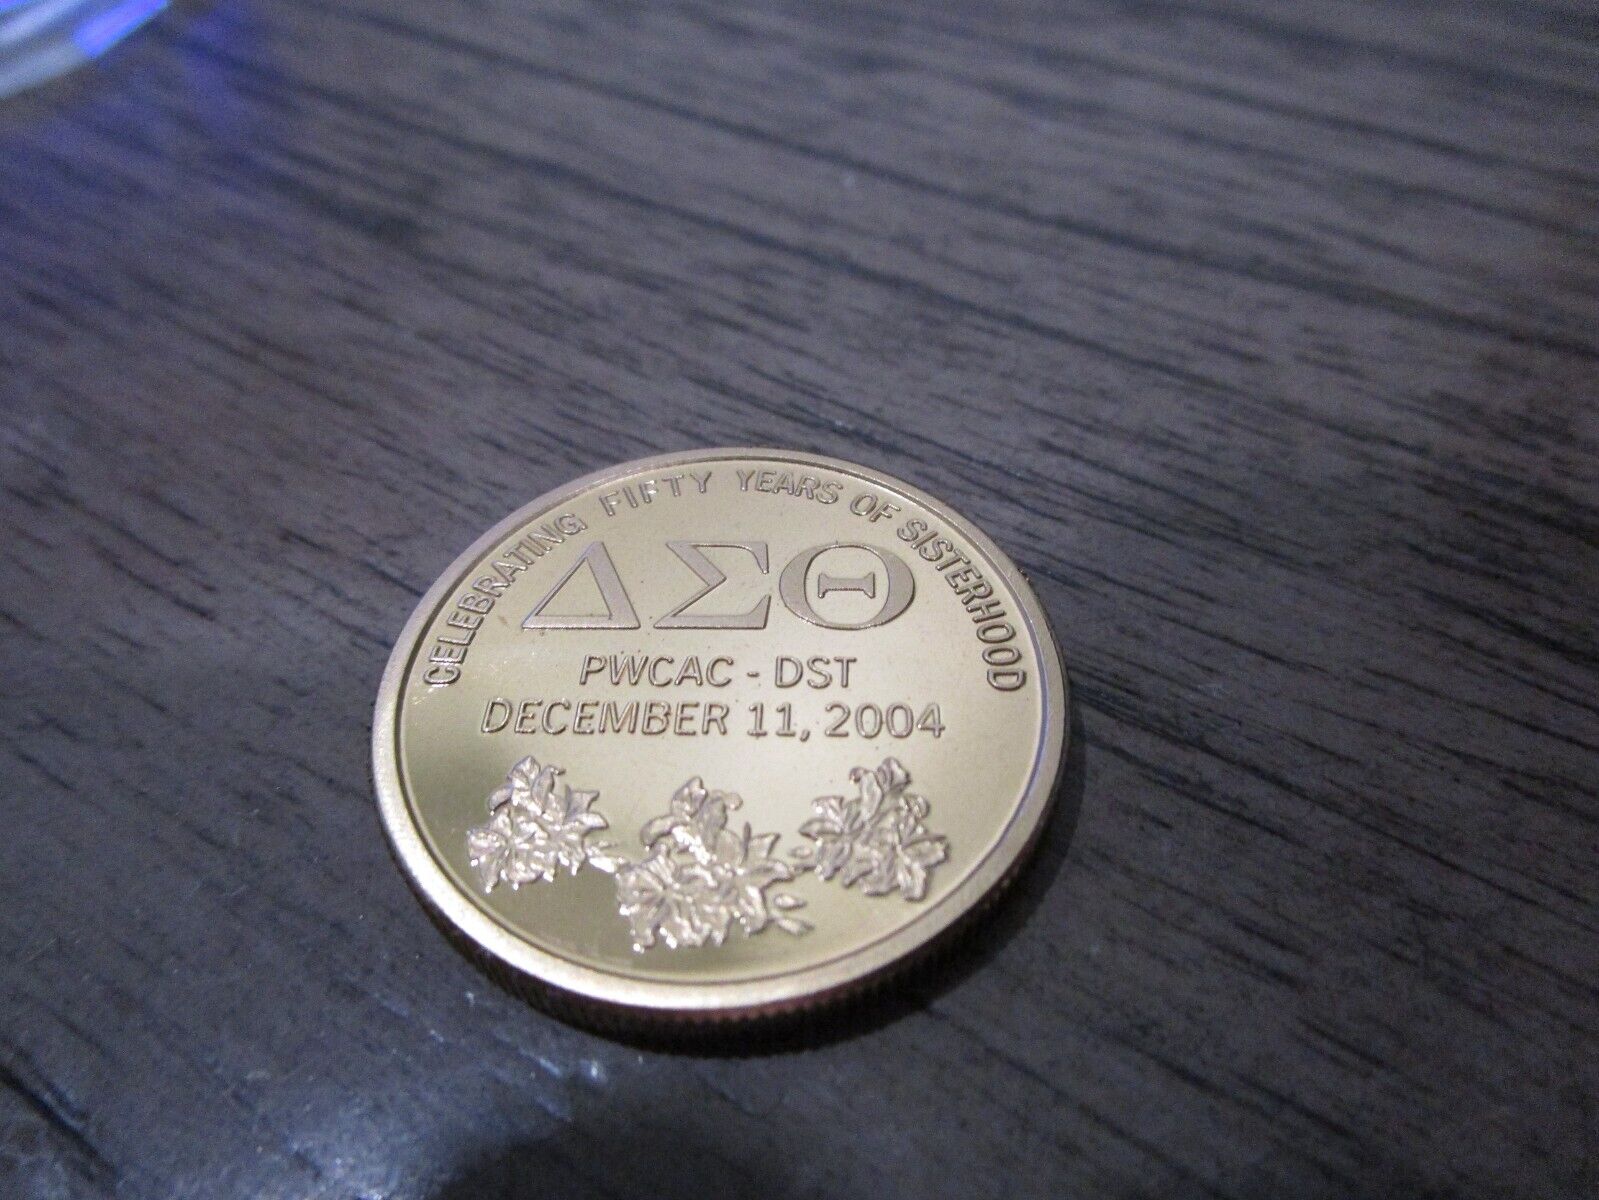 CELEBRATING FIFTY YEARS OF SISTERHOOD
ΔΣΘ
PWCAC - DST
DECEMBER 11, 2004